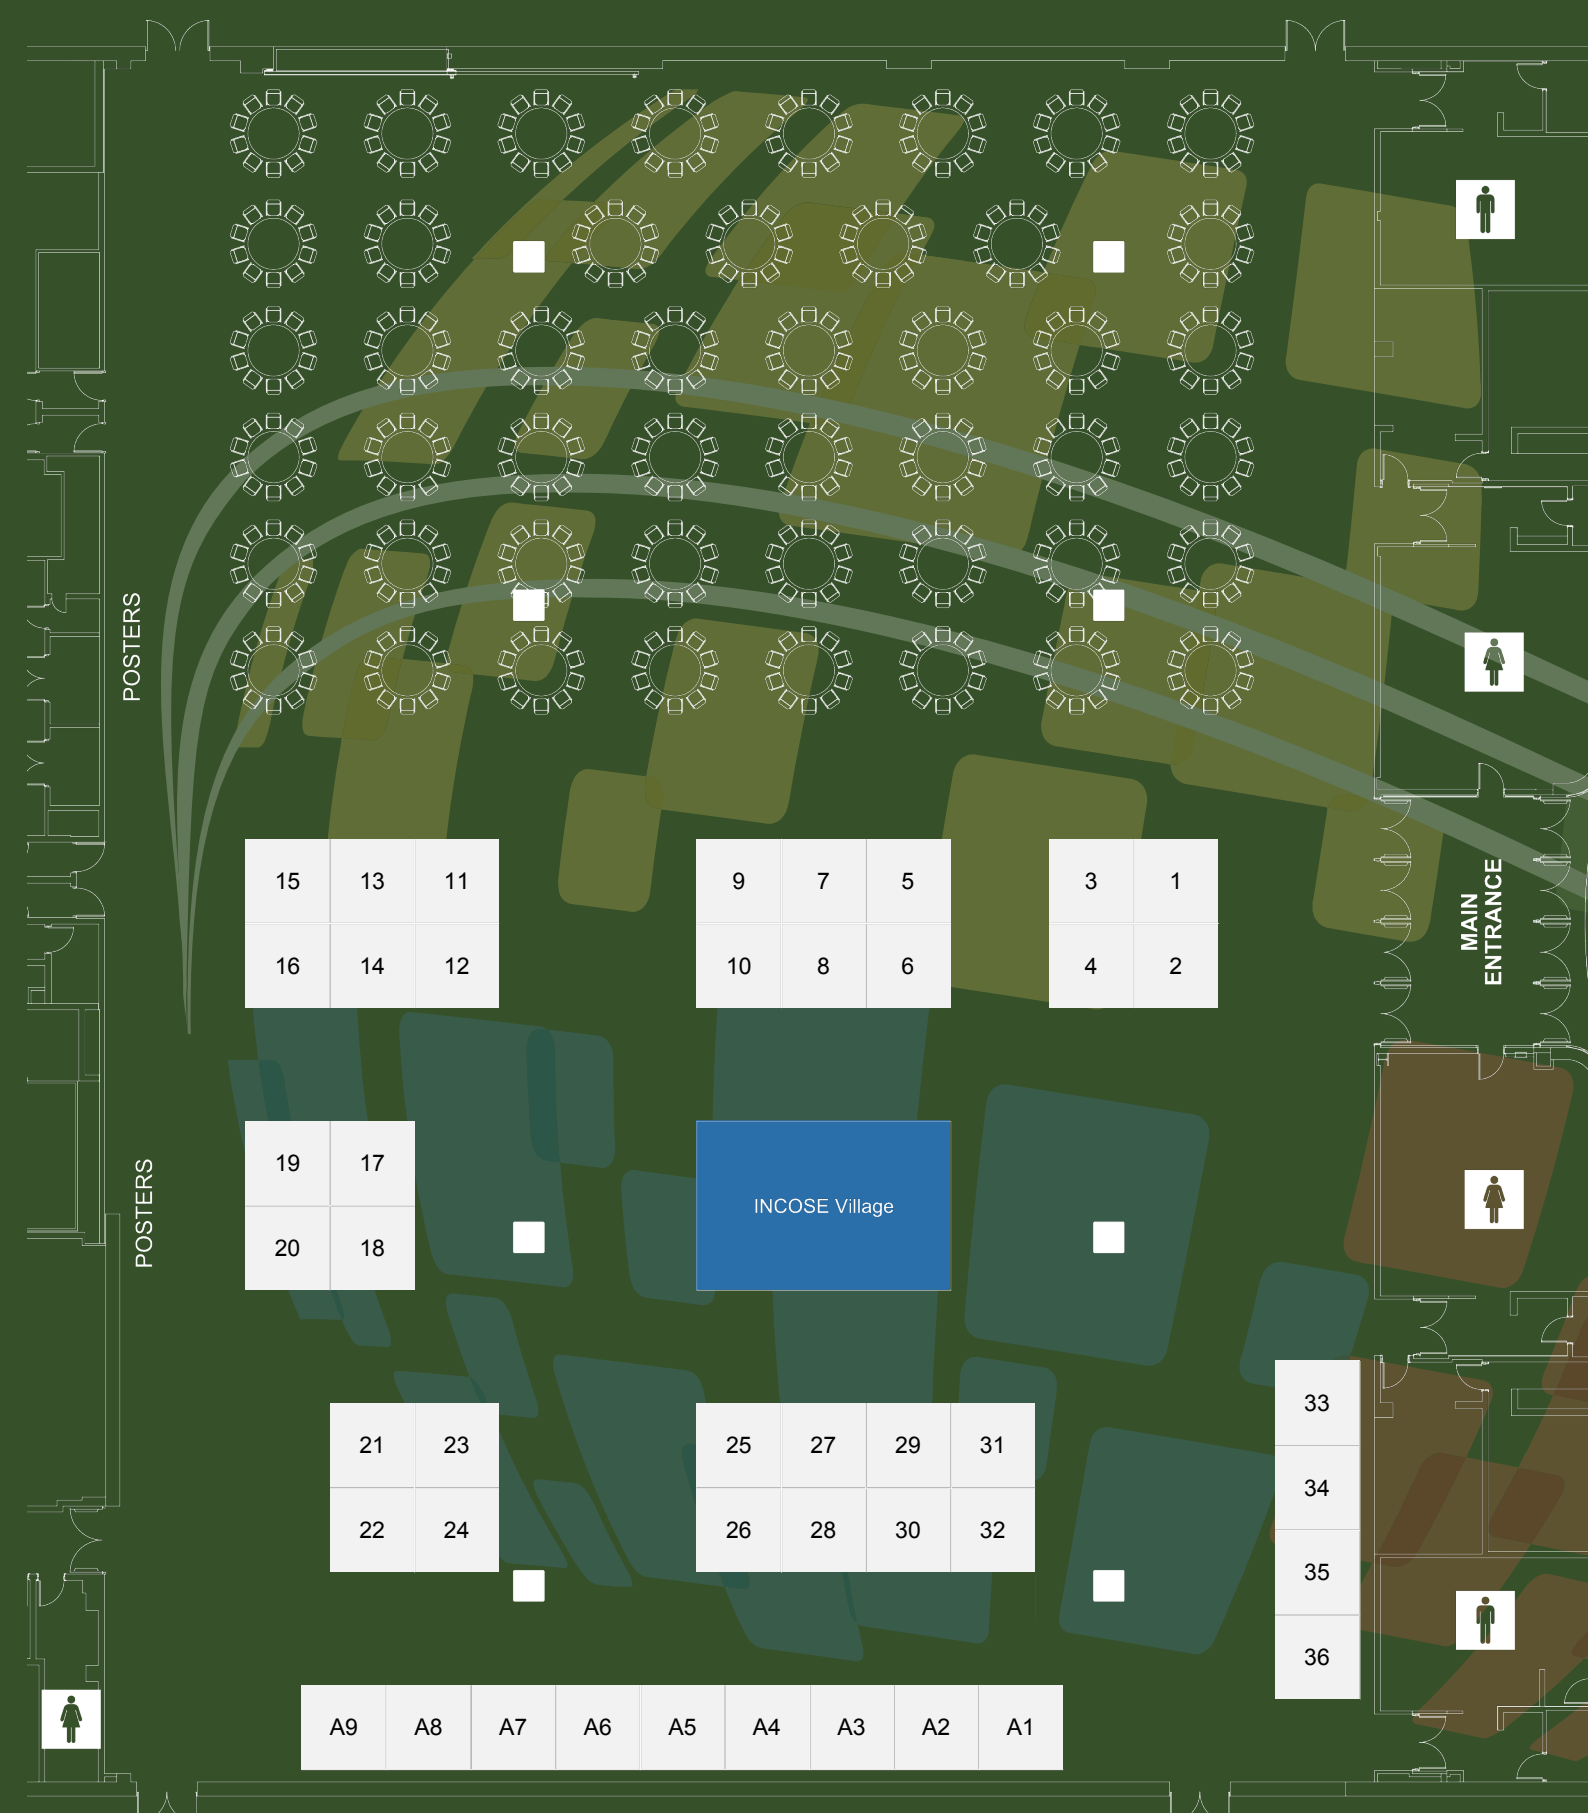 POSTERS
15 13 11 9 7 5 3 1
MAIN
ENTRANCE
16 14 12 10 8 6 4 2
19 17
POSTERS
INCOSE Village
20 18
33
21 23 25 27 29 31
34
22 24 26 28 30 32
35
36
A9 A8 A7 A6 A5 A4 A3 A2 A1